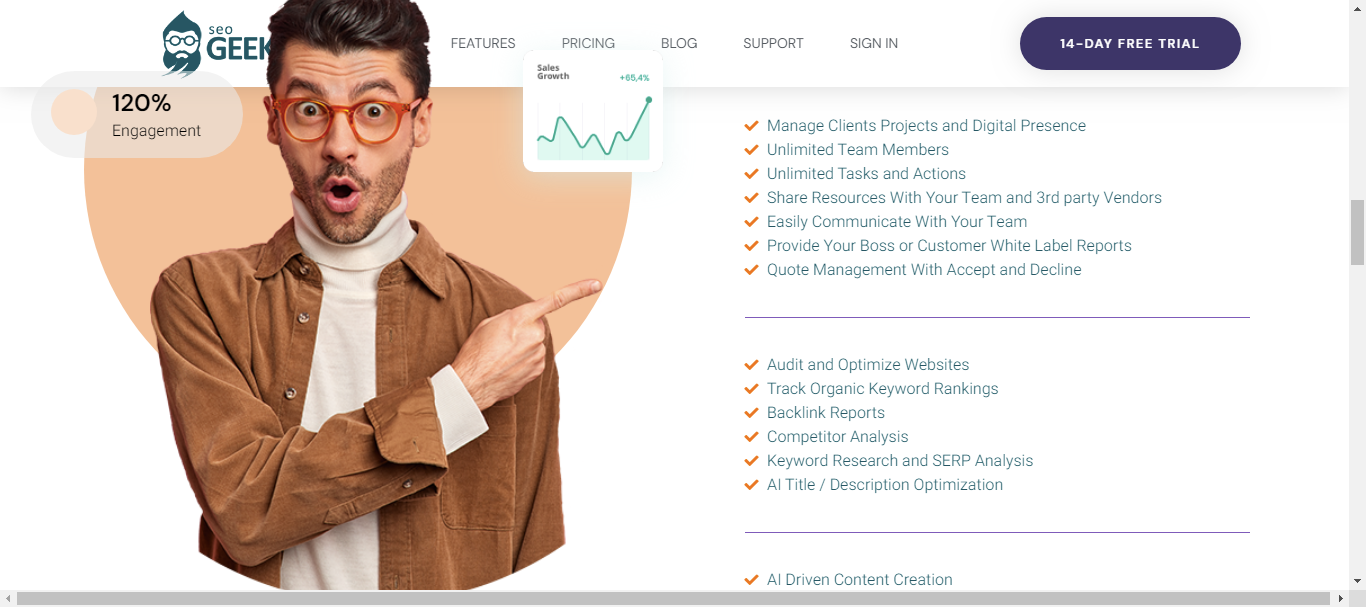 seo
GEEK
FEATURES
PRICING
BLOG
SUPPORT
SIGN IN
14-DAY FREE TRIAL
120%
Engagement
Sales
Growth
+65,4%
Manage Clients Projects and Digital Presence
Unlimited Team Members
Unlimited Tasks and Actions
Share Resources With Your Team and 3rd party Vendors
Easily Communicate With Your Team
Provide Your Boss or Customer White Label Reports
Quote Management With Accept and Decline
Audit and Optimize Websites
Track Organic Keyword Rankings
Backlink Reports
Competitor Analysis
Keyword Research and SERP Analysis
AI Title / Description Optimization
AI Driven Content Creation